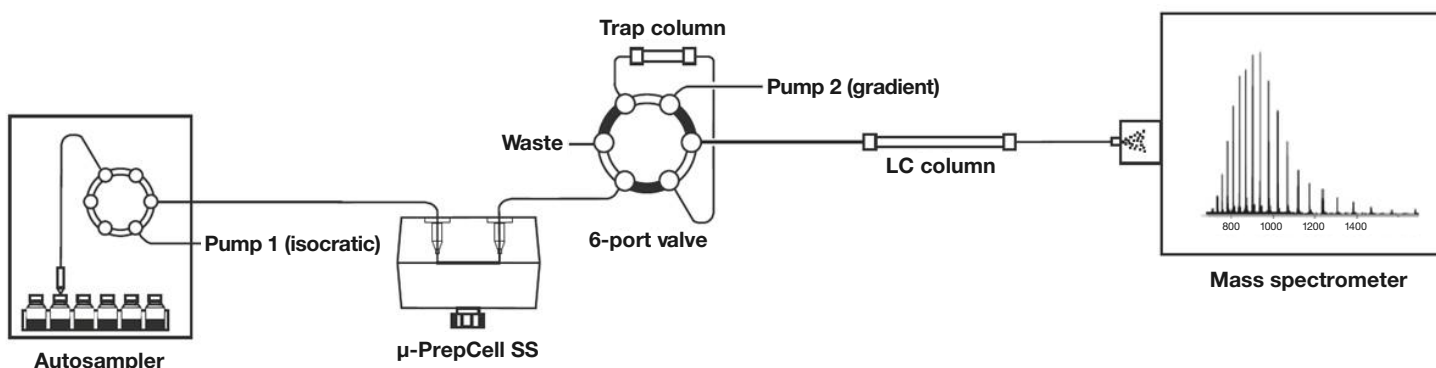 Trap column
Pump 2 (gradient)
Waste
LC column
Pump 1 (isocratic)
6-port valve
800 1000 1200 1400
Mass spectrometer
µ-PrepCell SS
Autosampler